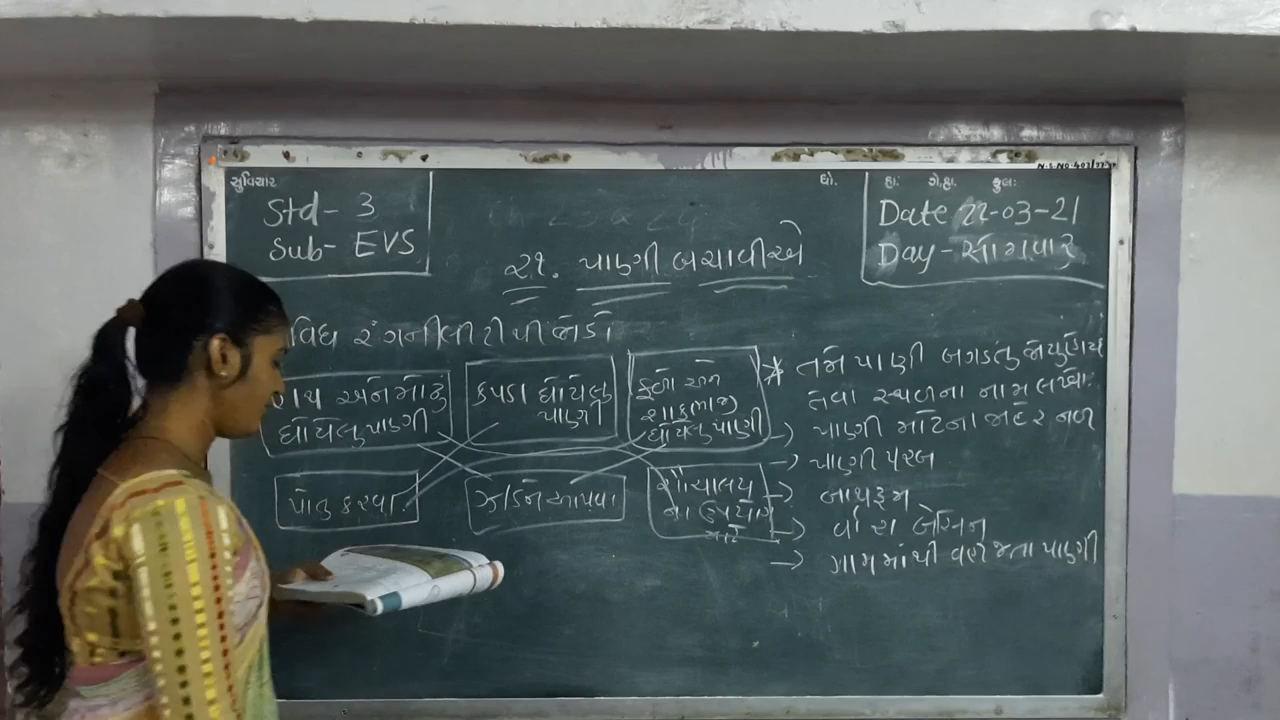 સુવિચાર
ધો.
હા.
ગે.હા.
કુલ:
Std- 3
Sub- EVS
Date 22-03-21
Day- સોમવાર
૨૧. પાણી બચાવીએ
વિધ રંગનીલીટીથી જોડો
હાથ અને મોઢું
ધોયેલુ પાણી
કપડા ધોયેલુ
પાણી
ફળો અને
શાકભાજી
ધોયેલુ પાણી
પોતુ કરવા
ઝાડને આપવા
શૌચાલય
ના ઉપયોગ
માટે
* તમે પાણી બગડતુ જોયુ હોય
તેવા સ્થળના નામ લખો.
-> પાણી માટેના જાહેર નળ
-> પાણી પરબ
-> બાથરૂમ
-> વોશ બેસિન
-> ગામમાંથી વહી જતા પાણી